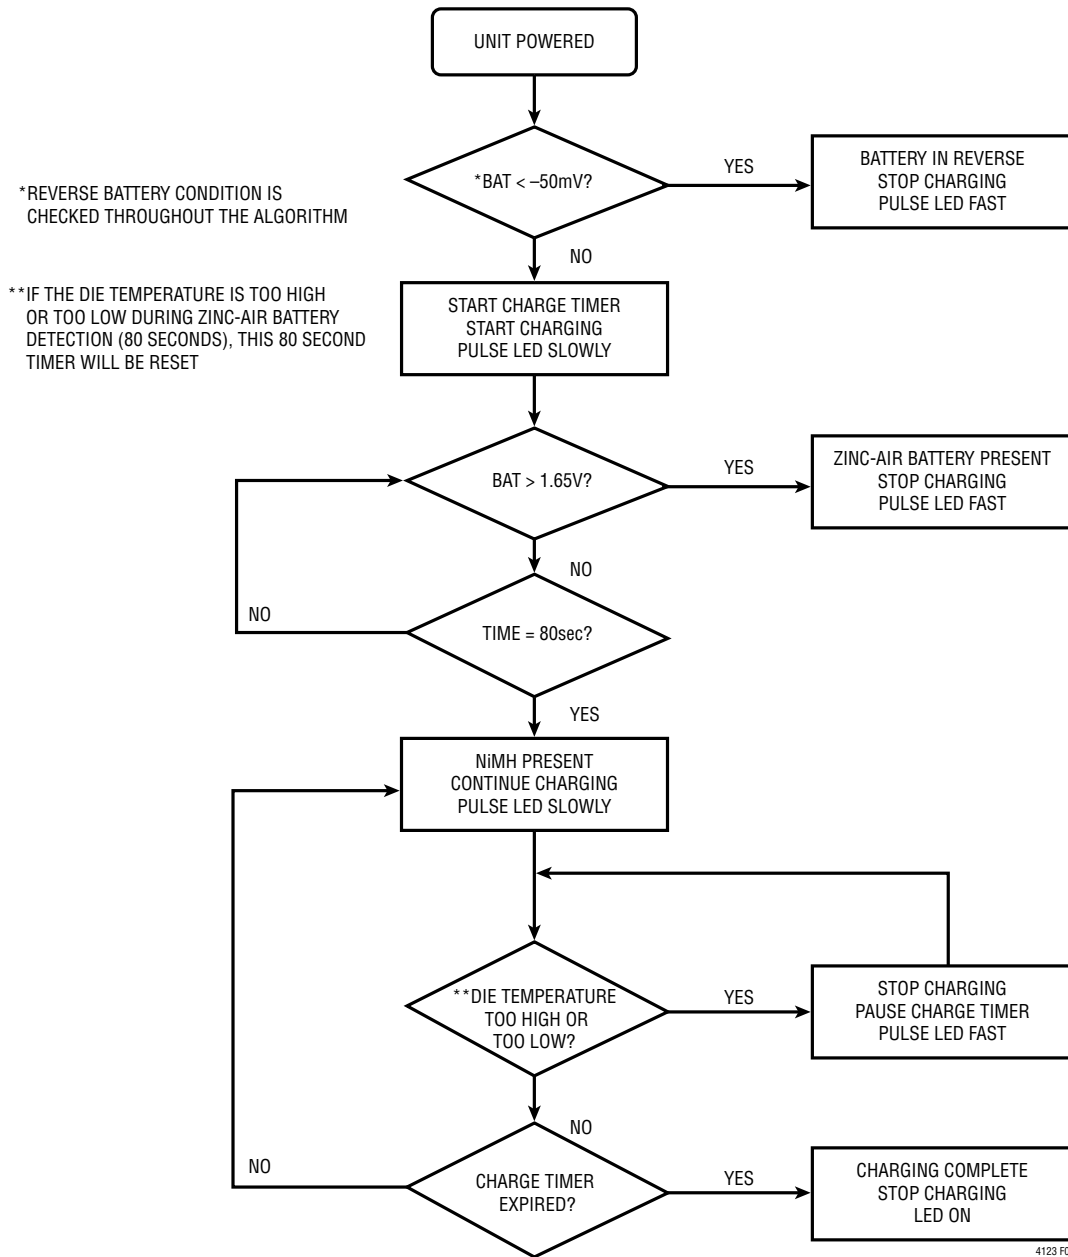 UNIT POWERED
*BAT < –50mV?
YES
BATTERY IN REVERSE
STOP CHARGING
PULSE LED FAST
*REVERSE BATTERY CONDITION IS
CHECKED THROUGHOUT THE ALGORITHM
NO
**IF THE DIE TEMPERATURE IS TOO HIGH
OR TOO LOW DURING ZINC-AIR BATTERY
DETECTION (80 SECONDS), THIS 80 SECOND
TIMER WILL BE RESET
START CHARGE TIMER
START CHARGING
PULSE LED SLOWLY
BAT > 1.65V?
YES
ZINC-AIR BATTERY PRESENT
STOP CHARGING
PULSE LED FAST
NO
TIME = 80sec?
NO
YES
NiMH PRESENT
CONTINUE CHARGING
PULSE LED SLOWLY
**DIE TEMPERATURE
TOO HIGH OR
TOO LOW?
YES
STOP CHARGING
PAUSE CHARGE TIMER
PULSE LED FAST
NO
CHARGE TIMER
EXPIRED?
NO
YES
CHARGING COMPLETE
STOP CHARGING
LED ON
4123